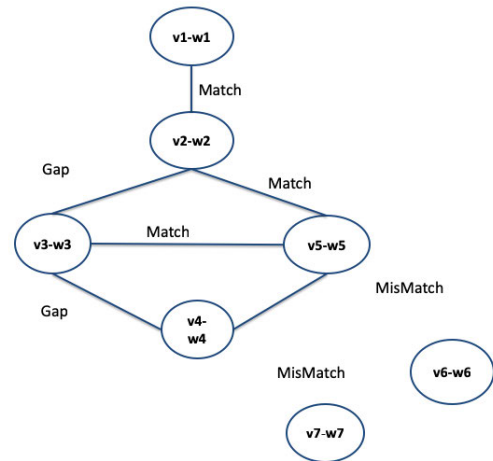 v1-w1
Match
v2-w2
Gap
Match
v3-w3
Match
v5-w5
MisMatch
Gap
v4-
w4
MisMatch
v6-w6
v7-w7